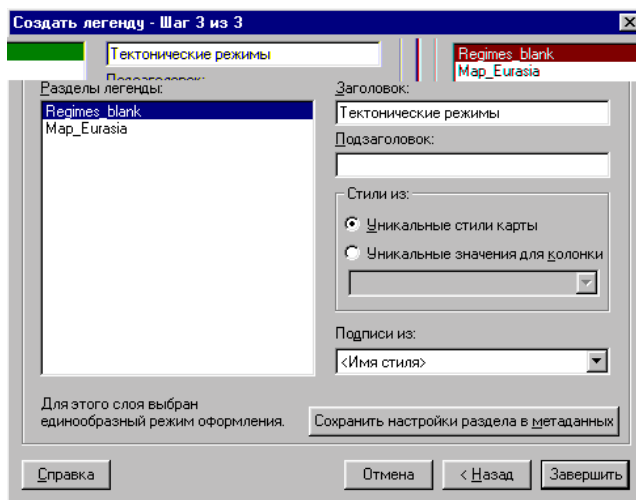 Создать легенду - Шаг 3 из 3
Тектонические режимы
Regimes_blank
Map_Eurasia
Подзаголовок:
Разделы легенды:
Regimes_blank
Map_Eurasia
Заголовок:
Тектонические режимы
Подзаголовок:
Стили из:
Уникальные стили карты
Уникальные значения для колонки
Подписи из:
<Имя стиля>
Для этого слоя выбран
единообразный режим оформления.
Сохранить настройки раздела в метаданных
Справка
Отмена
< Назад
Завершить